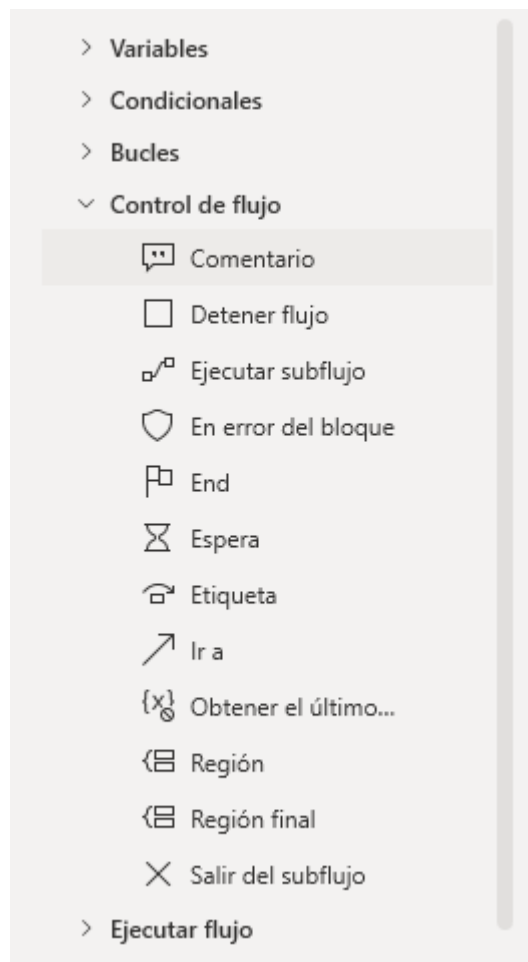 Variables
Condicionales
Bucles
Control de flujo
Comentario
Detener flujo
Ejecutar subflujo
En error del bloque
End
Espera
Etiqueta
Ir a
Obtener el último...
Región
Región final
Salir del subflujo
Ejecutar flujo